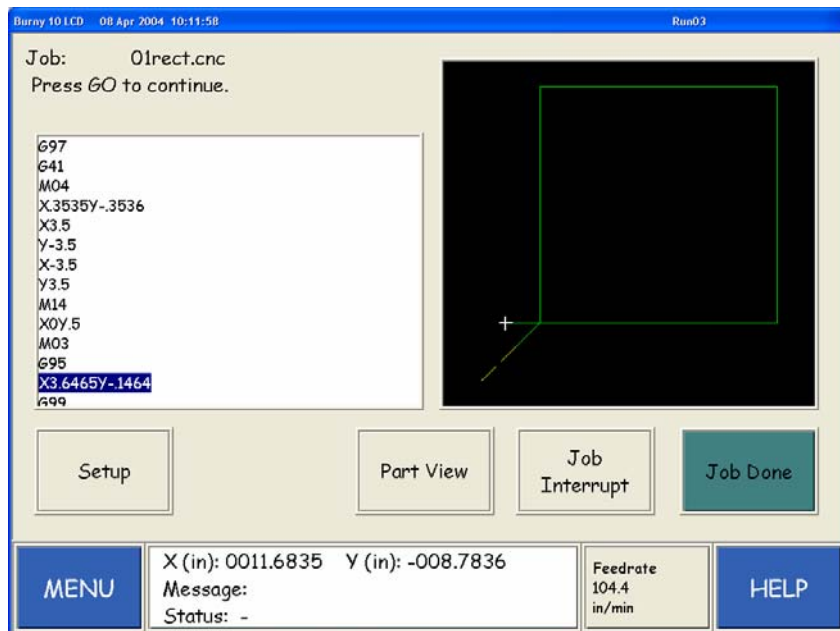 Burny 10 LCD 08 Apr 2004 10:11:58 Run03
Job: 01rect.cnc
Press GO to continue.
G97
G41
M04
X.3535Y-.3536
X3.5
Y-3.5
X-3.5
Y3.5
M14
X0Y.5
M03
G95
X3.6465Y-.1464
G99
Setup
Part View
Job
Interrupt
Job Done
MENU
X (in): 0011.6835 Y (in): -008.7836
Message:
Status: -
Feedrate
104.4
in/min
HELP